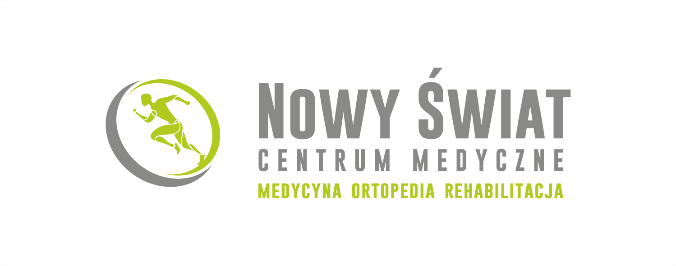 Nowy Świat
CENTRUM MEDYCZNE
MEDYCYNA ORTOPEDIA REHABILITACJA